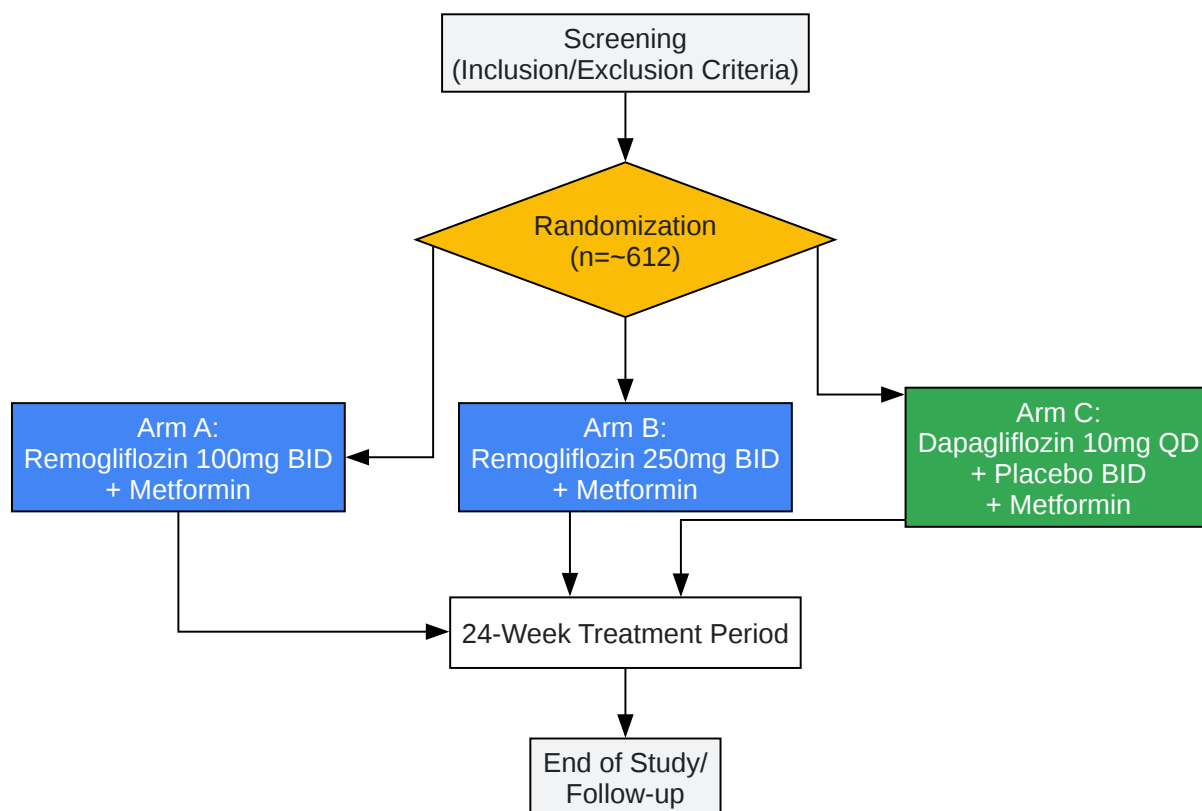 Screening
(Inclusion/Exclusion Criteria)
Randomization
(n=~612)
Arm A:
Remogliflozin 100mg BID
+ Metformin
Arm B:
Remogliflozin 250mg BID
+ Metformin
Arm C:
Dapagliflozin 10mg QD
+ Placebo BID
+ Metformin
24-Week Treatment Period
End of Study/
Follow-up